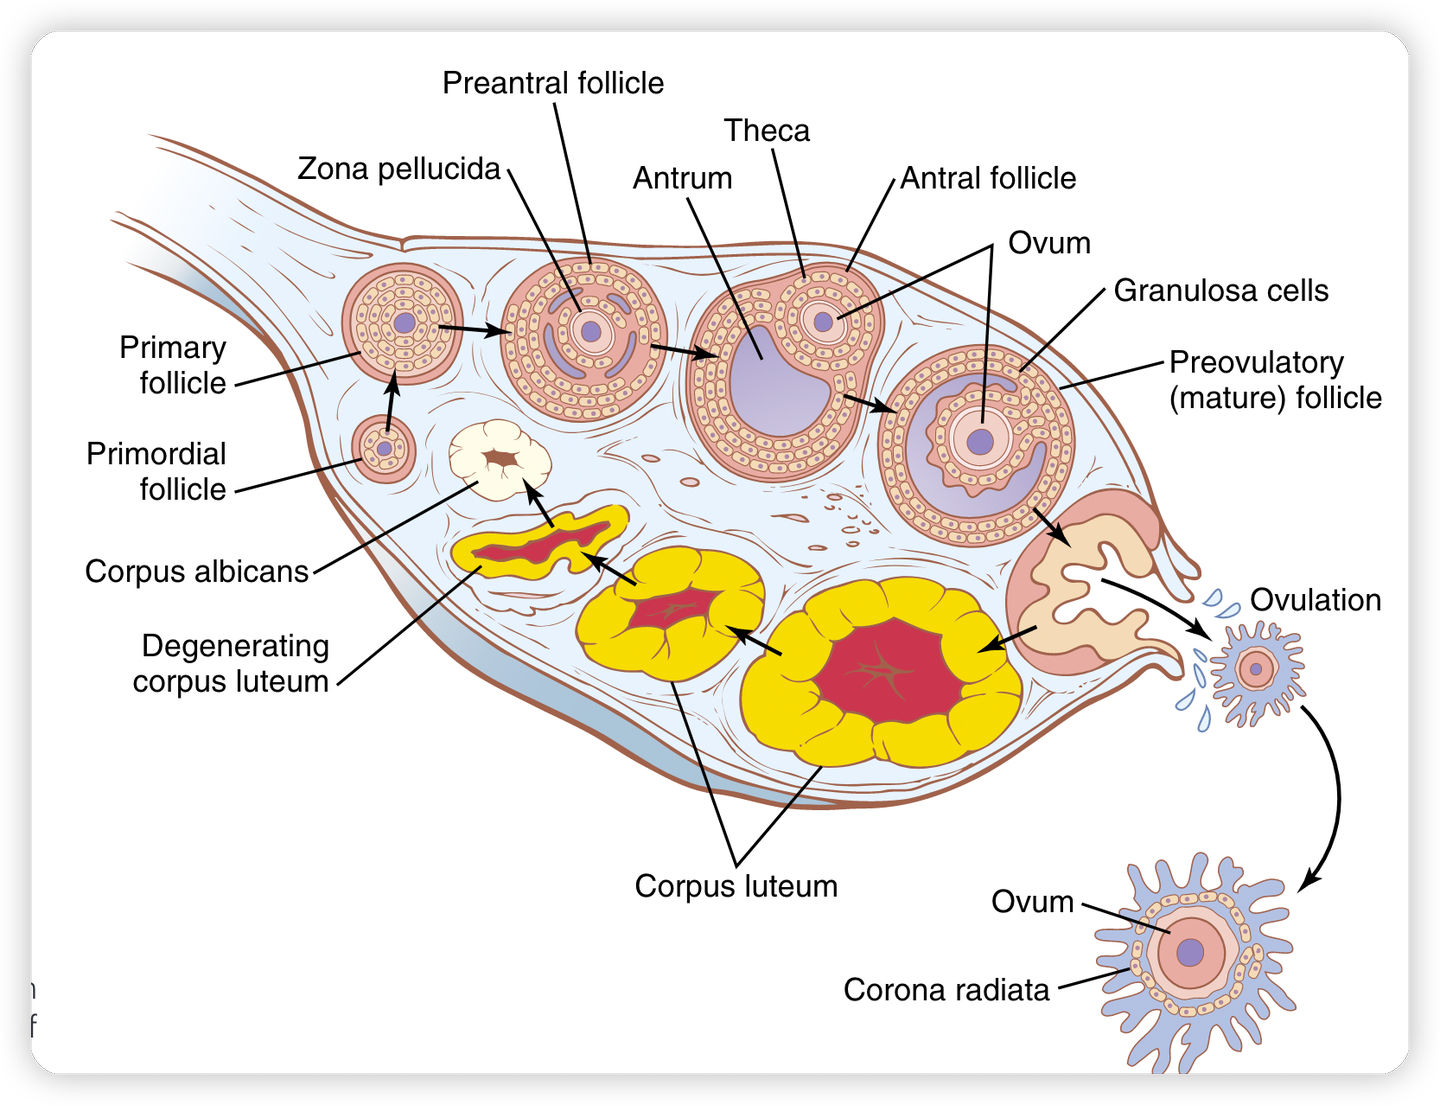 Preantral follicle
Theca
Zona pellucida
Antrum
Antral follicle
Ovum
Granulosa cells
Primary
follicle
Preovulatory
(mature) follicle
Primordial
follicle
Corpus albicans
Ovulation
Degenerating
corpus luteum
Corpus luteum
Ovum
Corona radiata
f